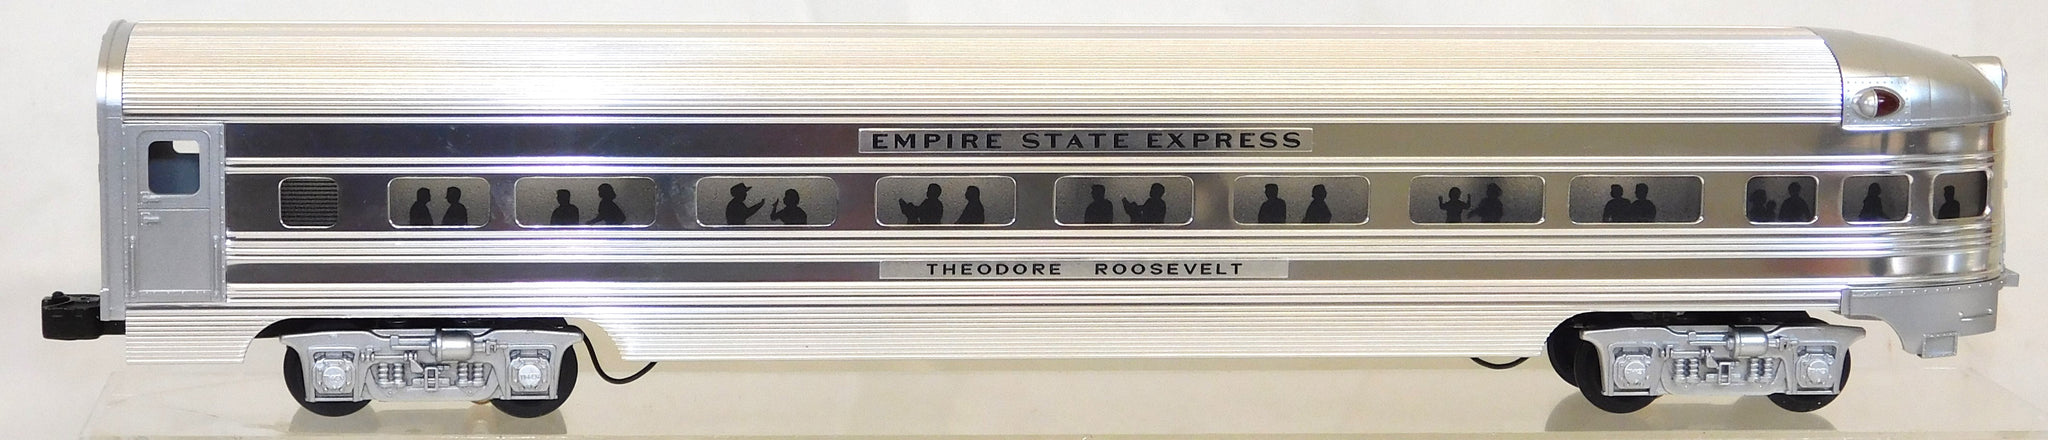 EMPIRE STATE EXPRESS
THEODORE ROOSEVELT